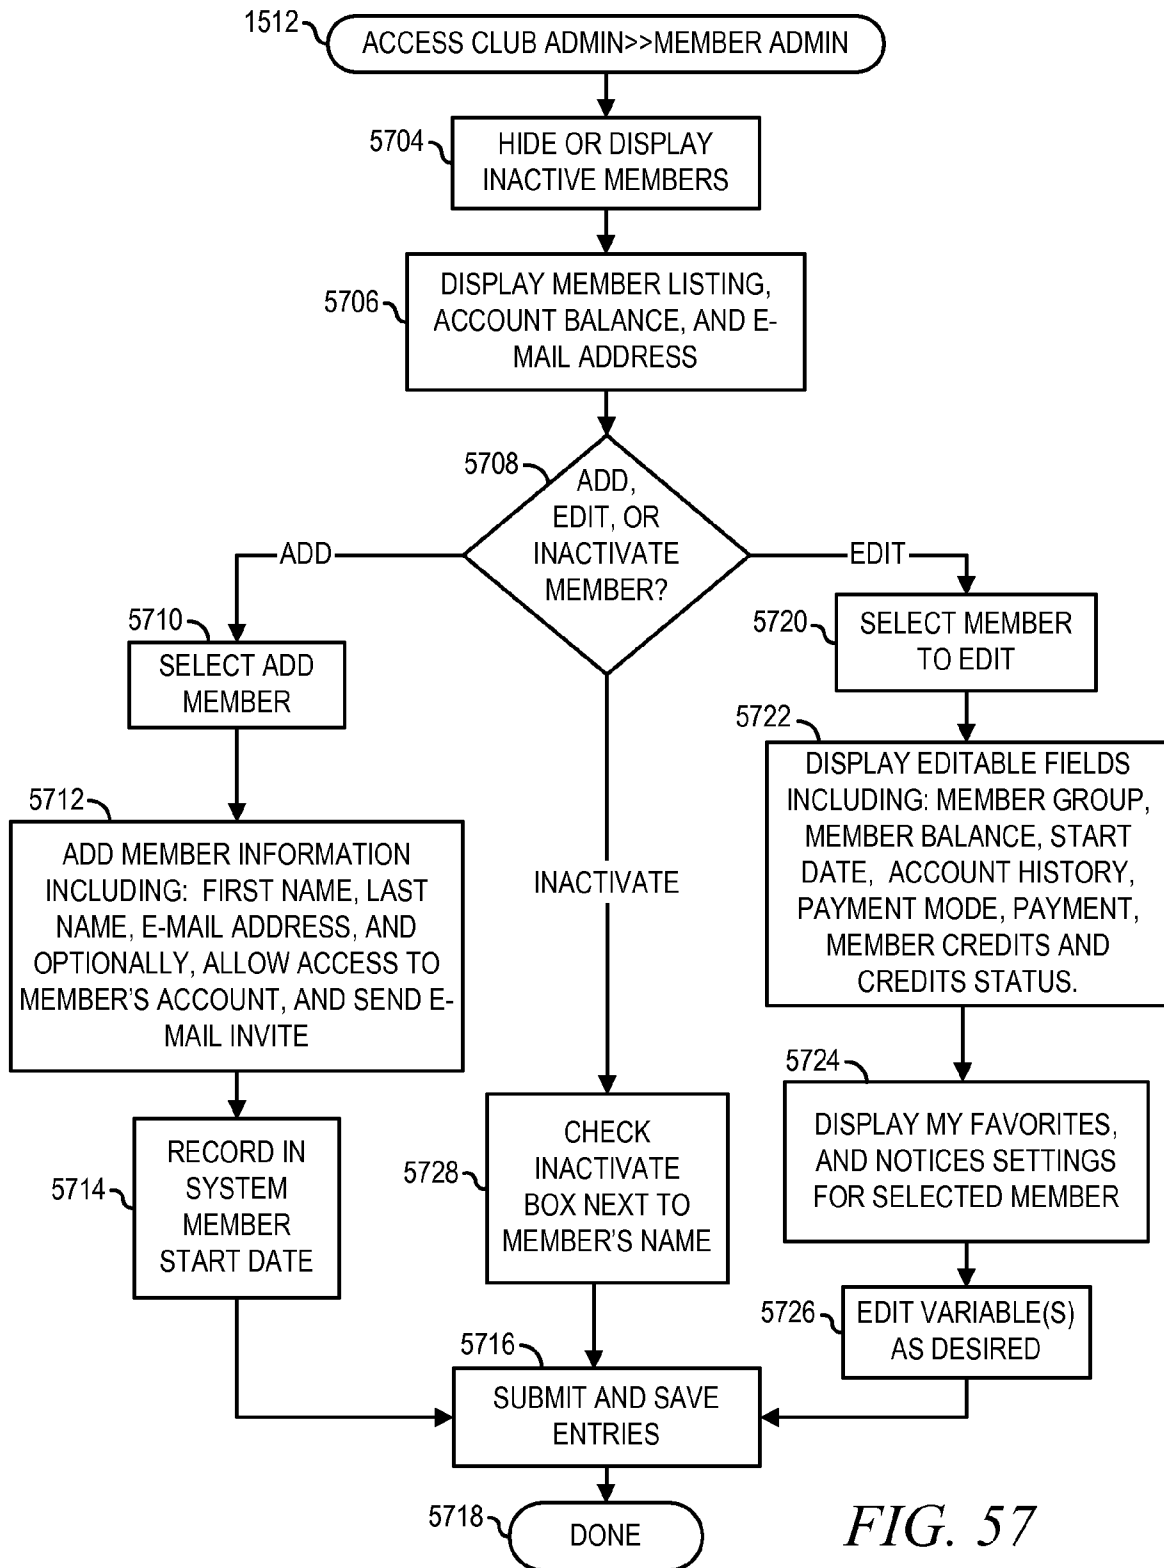 1512
ACCESS CLUB ADMIN>>MEMBER ADMIN
5704
HIDE OR DISPLAY
INACTIVE MEMBERS
5706
DISPLAY MEMBER LISTING,
ACCOUNT BALANCE, AND E-
MAIL ADDRESS
5708
ADD,
EDIT, OR
INACTIVATE
MEMBER?
ADD
5710
SELECT ADD
MEMBER
5712
ADD MEMBER INFORMATION
INCLUDING: FIRST NAME, LAST
NAME, E-MAIL ADDRESS, AND
OPTIONALLY, ALLOW ACCESS TO
MEMBER'S ACCOUNT, AND SEND E-
MAIL INVITE
5714
RECORD IN
SYSTEM
MEMBER
START DATE
INACTIVATE
5728
CHECK
INACTIVATE
BOX NEXT TO
MEMBER'S NAME
EDIT
5720
SELECT MEMBER
TO EDIT
5722
DISPLAY EDITABLE FIELDS
INCLUDING: MEMBER GROUP,
MEMBER BALANCE, START
DATE, ACCOUNT HISTORY,
PAYMENT MODE, PAYMENT,
MEMBER CREDITS AND
CREDITS STATUS.
5724
DISPLAY MY FAVORITES,
AND NOTICES SETTINGS
FOR SELECTED MEMBER
5726
EDIT VARIABLE(S)
AS DESIRED
5716
SUBMIT AND SAVE
ENTRIES
5718
DONE
FIG. 57